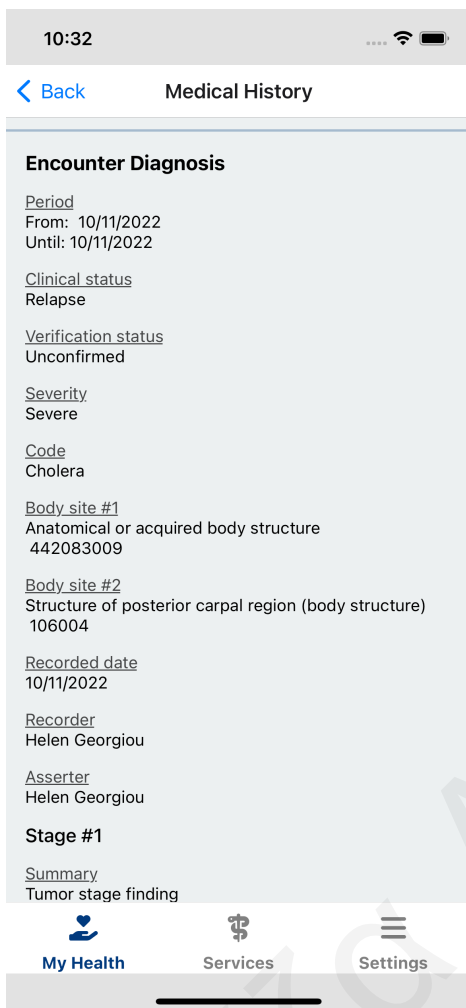 10:32
Back
Medical History
Encounter Diagnosis
Period
From: 10/11/2022
Until: 10/11/2022
Clinical status
Relapse
Verification status
Unconfirmed
Severity
Severe
Code
Cholera
Body site #1
Anatomical or acquired body structure
442083009
Body site #2
Structure of posterior carpal region (body structure)
106004
Recorded date
10/11/2022
Recorder
Helen Georgiou
Asserter
Helen Georgiou
Stage #1
Summary
Tumor stage finding
My Health
Services
Settings